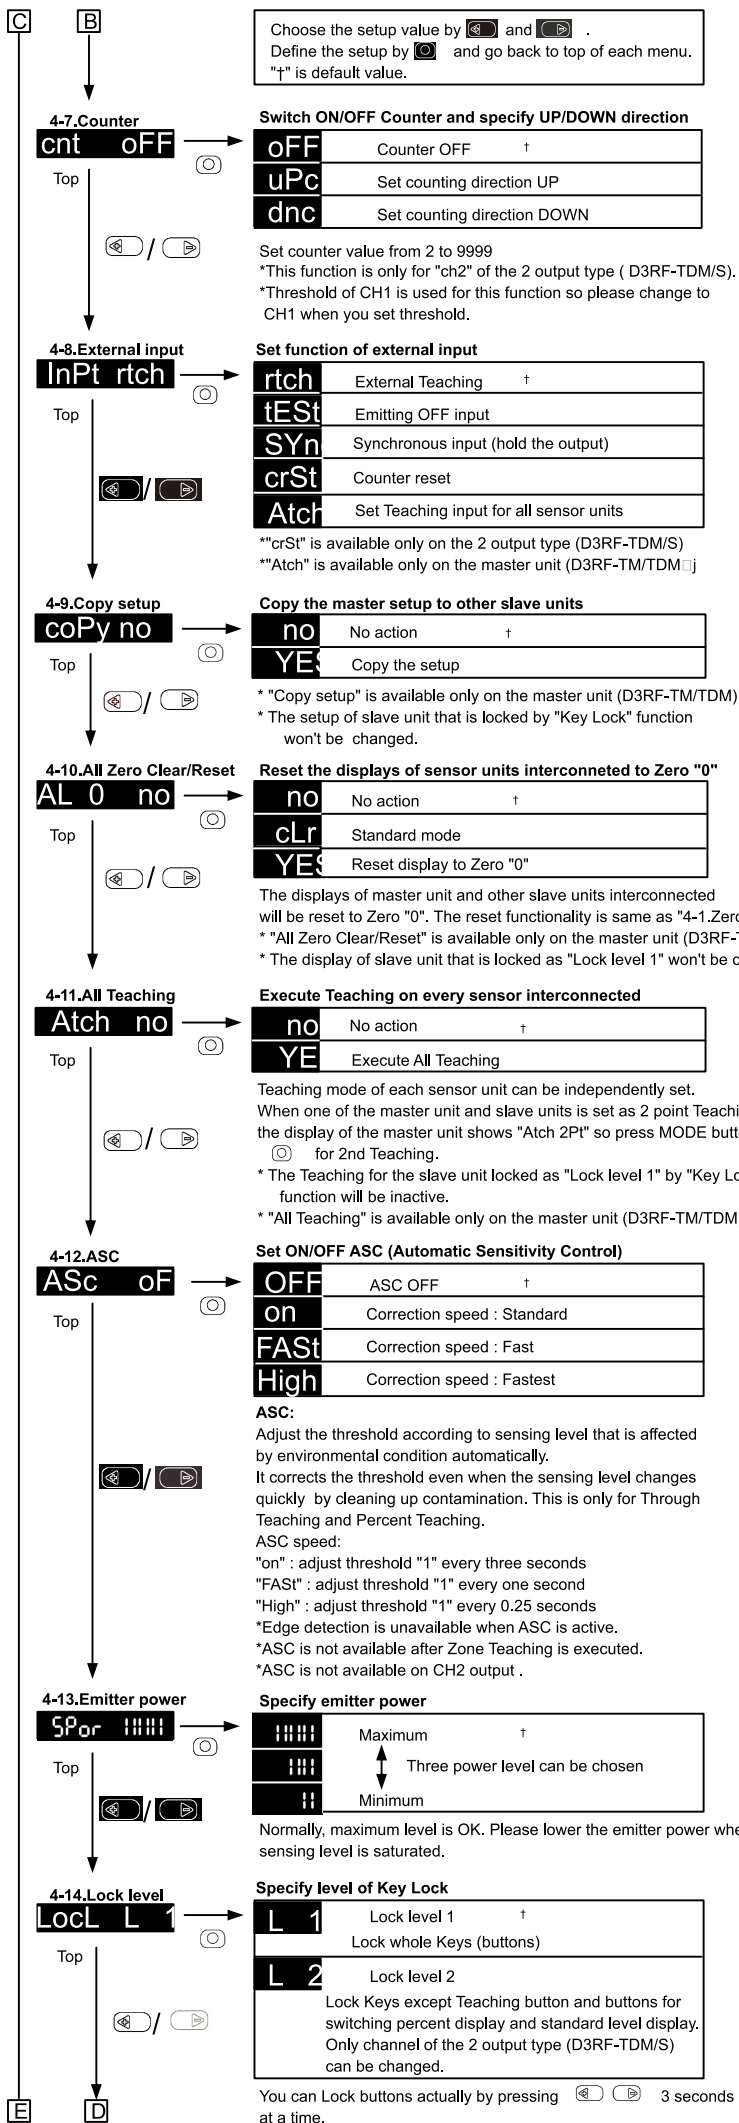 C
B
Choose the setup value by and .
Define the setup by and go back to top of each menu.
"†" is default value.
4-7.Counter
cnt oFF
Top
Switch ON/OFF Counter and specify UP/DOWN direction
oFF Counter OFF †
uPc Set counting direction UP
dnc Set counting direction DOWN
/
Set counter value from 2 to 9999
*This function is only for "ch2" of the 2 output type ( D3RF-TDM/S).
*Threshold of CH1 is used for this function so please change to
CH1 when you set threshold.
4-8.External input
InPt rtch
Top
Set function of external input
rtch External Teaching †
tESt Emitting OFF input
SYn Synchronous input (hold the output)
crSt Counter reset
Atch Set Teaching input for all sensor units
/
*"crSt" is available only on the 2 output type (D3RF-TDM/S)
*"Atch" is available only on the master unit (D3RF-TM/TDM□j
4-9.Copy setup
coPy no
Top
Copy the master setup to other slave units
no No action †
YES Copy the setup
/
* "Copy setup" is available only on the master unit (D3RF-TM/TDM)
* The setup of slave unit that is locked by "Key Lock" function
won't be changed.
4-10.All Zero Clear/Reset
AL 0 no
Top
Reset the displays of sensor units interconneted to Zero "0"
no No action †
cLr Standard mode
YES Reset display to Zero "0"
/
The displays of master unit and other slave units interconnected
will be reset to Zero "0". The reset functionality is same as "4-1.Zero
* "All Zero Clear/Reset" is available only on the master unit (D3RF-
* The display of slave unit that is locked as "Lock level 1" won't be
4-11.All Teaching
Atch no
Top
Execute Teaching on every sensor interconnected
no No action †
YE Execute All Teaching
/
Teaching mode of each sensor unit can be independently set.
When one of the master unit and slave units is set as 2 point Teachi
the display of the master unit shows "Atch 2Pt" so press MODE butt
for 2nd Teaching.
* The Teaching for the slave unit locked as "Lock level 1" by "Key Lo
function will be inactive.
* "All Teaching" is available only on the master unit (D3RF-TM/TDM
4-12.ASC
ASc oF
Top
Set ON/OFF ASC (Automatic Sensitivity Control)
OFF ASC OFF †
on Correction speed : Standard
FASt Correction speed : Fast
High Correction speed : Fastest
/
ASC:
Adjust the threshold according to sensing level that is affected
by environmental condition automatically.
It corrects the threshold even when the sensing level changes
quickly by cleaning up contamination. This is only for Through
Teaching and Percent Teaching.
ASC speed:
"on" : adjust threshold "1" every three seconds
"FASt" : adjust threshold "1" every one second
"High" : adjust threshold "1" every 0.25 seconds
*Edge detection is unavailable when ASC is active.
*ASC is not available after Zone Teaching is executed.
*ASC is not available on CH2 output .
4-13.Emitter power
SPor
Top
Specify emitter power
Maximum †
Three power level can be chosen
Minimum
/
Normally, maximum level is OK. Please lower the emitter power whe
sensing level is saturated.
4-14.Lock level
LocL L 1
Top
Specify level of Key Lock
L 1 Lock level 1 †
Lock whole Keys (buttons)
L 2 Lock level 2
Lock Keys except Teaching button and buttons for
switching percent display and standard level display.
Only channel of the 2 output type (D3RF-TDM/S)
can be changed.
/
You can Lock buttons actually by pressing 3 seconds
at a time.
E
D